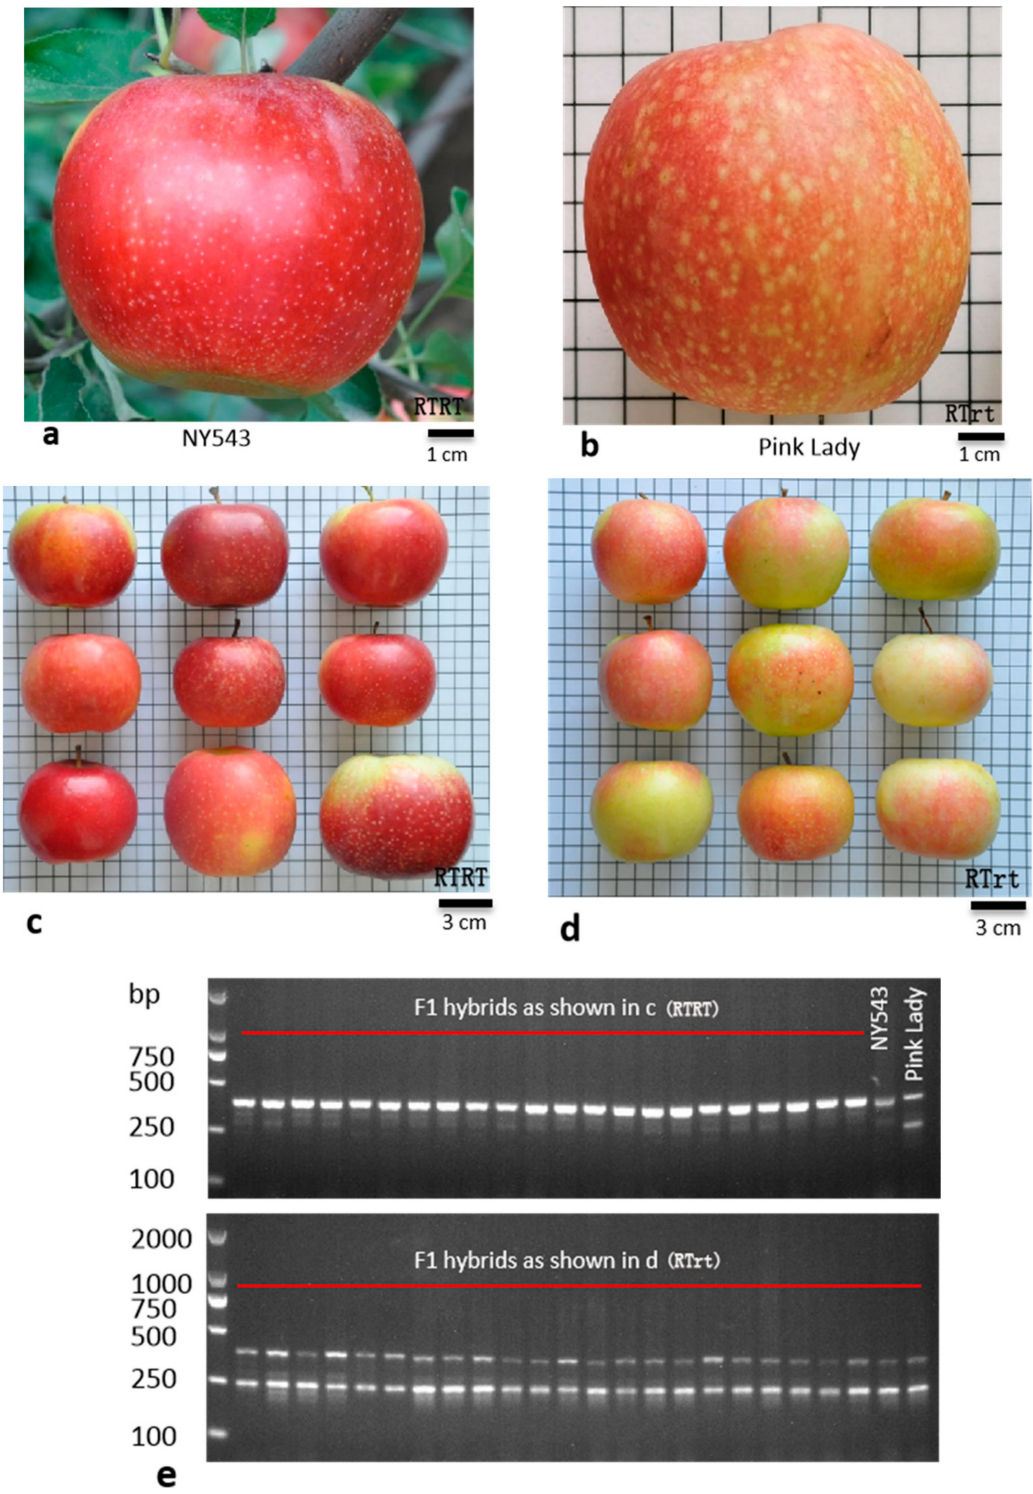 RTRT
a
NY543
1 cm
RTrt
b
Pink Lady
1 cm
RTRT
c
3 cm
RTrt
d
3 cm
bp
F1 hybrids as shown in c (RTRT)
NY543
Pink Lady
750
500
250
100
2000
F1 hybrids as shown in d (RTrt)
1000
750
500
250
100
e